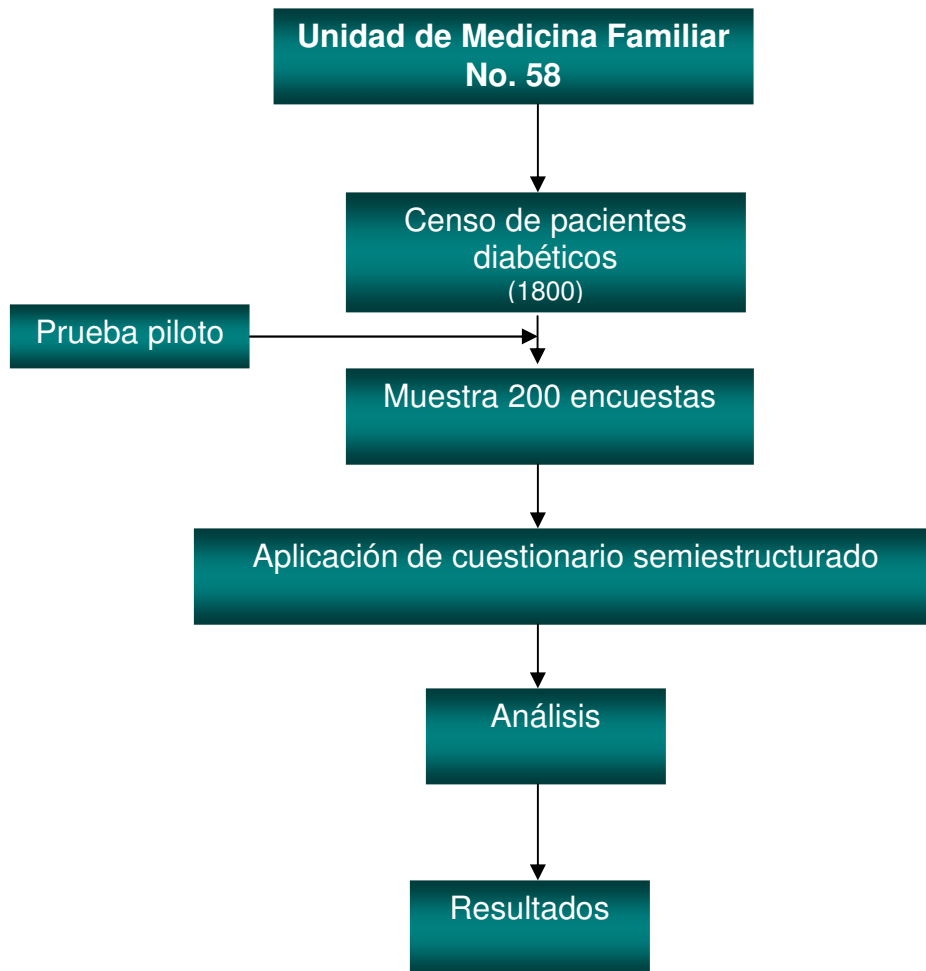 Unidad de Medicina Familiar
No. 58
Censo de pacientes
diabéticos
(1800)
Prueba piloto
Muestra 200 encuestas
Aplicación de cuestionario semiestructurado
Análisis
Resultados